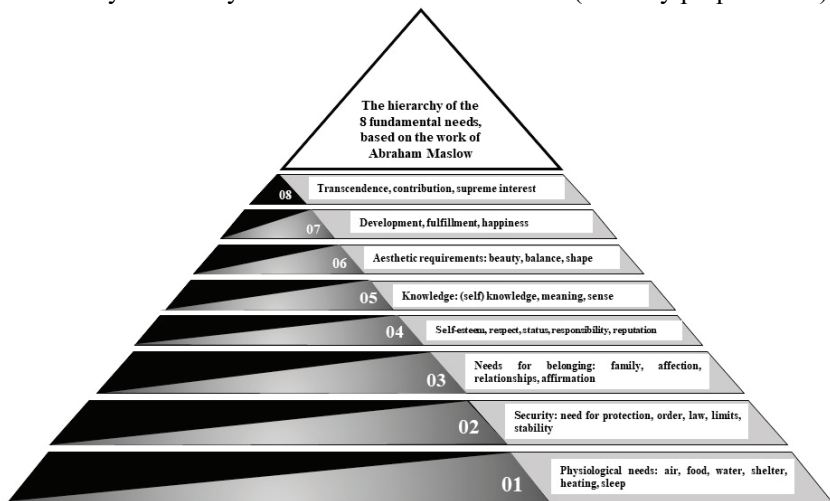 The hierarchy of the
8 fundamental needs,
based on the work of
Abraham Maslow
08 Transcendence, contribution, supreme interest
07 Development, fulfillment, happiness
06 Aesthetic requirements: beauty, balance, shape
05 Knowledge: (self) knowledge, meaning, sense
04 Self-esteem, respect, status, responsibility, reputation
03 Needs for belonging: family, affection,
relationships, affirmation
02 Security: need for protection, order, law, limits,
stability
01 Physiological needs: air, food, water, shelter,
heating, sleep